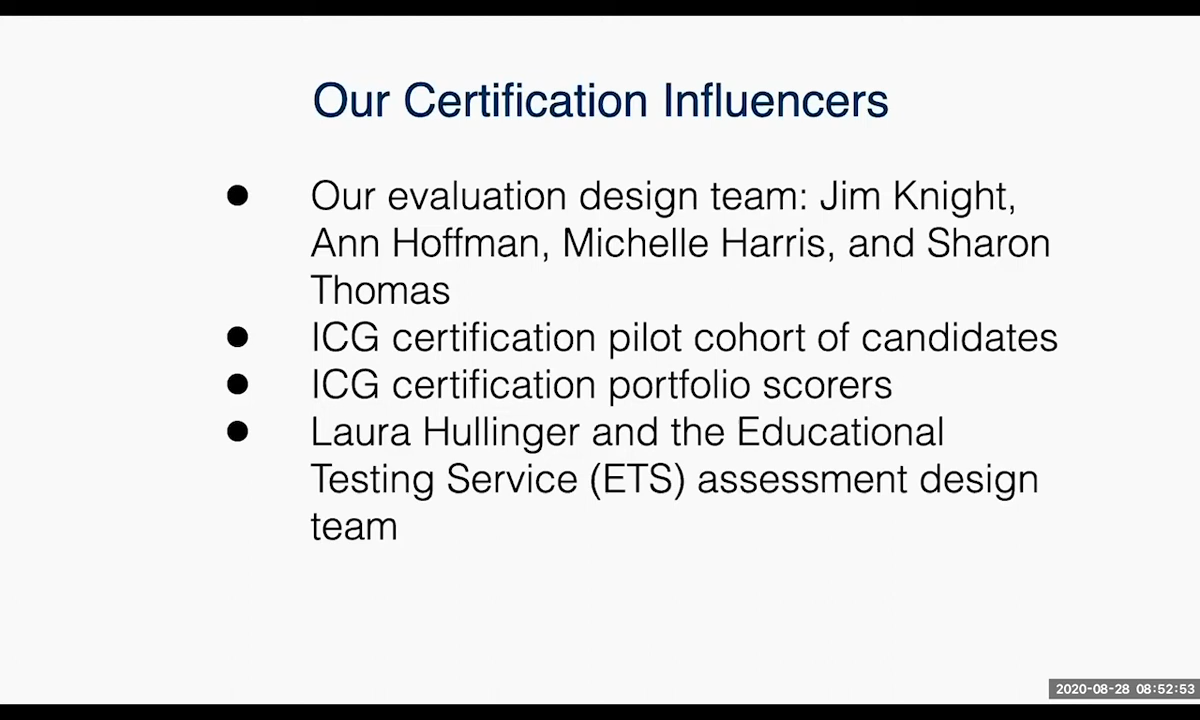 Our Certification Influencers
● Our evaluation design team: Jim Knight,
Ann Hoffman, Michelle Harris, and Sharon
Thomas
● ICG certification pilot cohort of candidates
● ICG certification portfolio scorers
● Laura Hullinger and the Educational
Testing Service (ETS) assessment design
team
2020-08-28 08:52:53